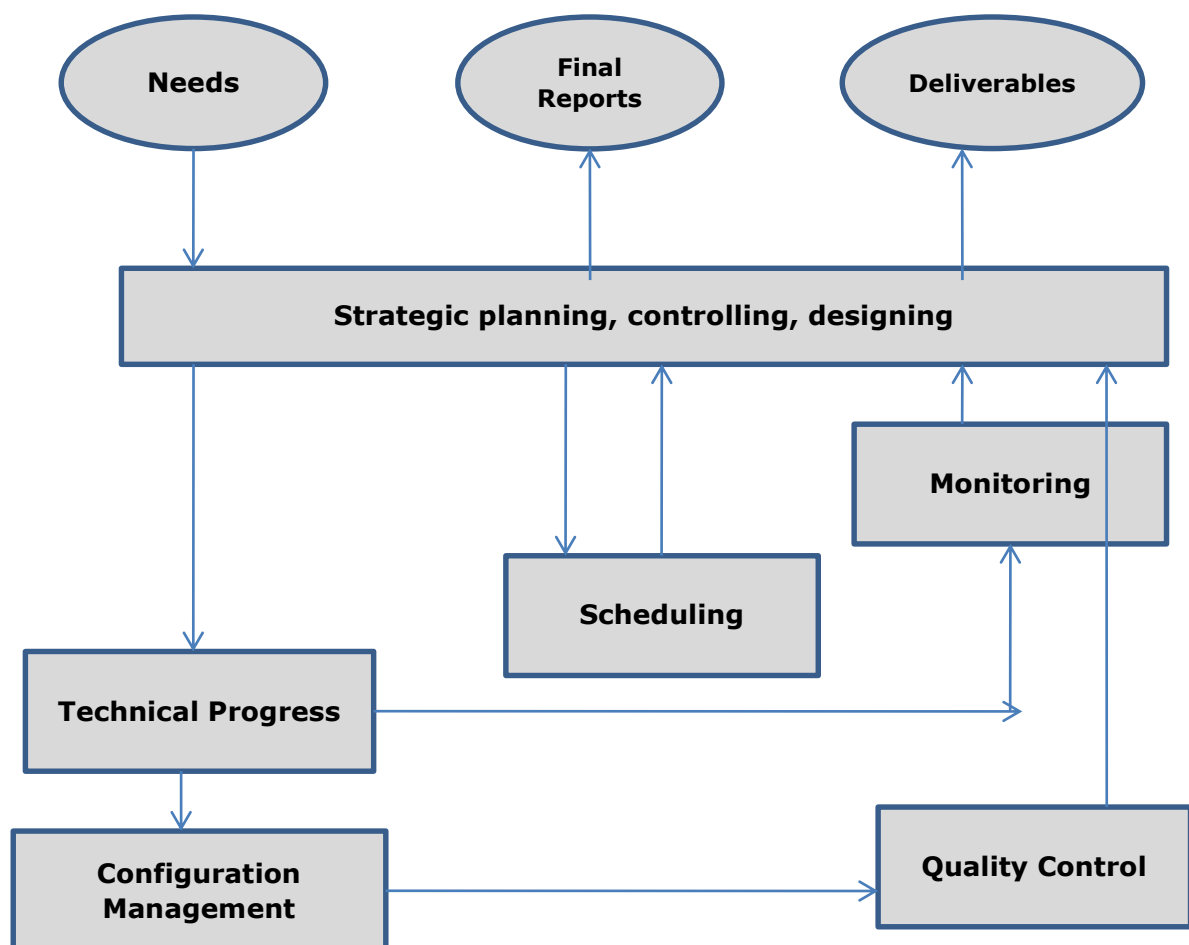 Needs
Final
Reports
Deliverables
Strategic planning, controlling, designing
Monitoring
Scheduling
Technical Progress
Configuration
Management
Quality Control